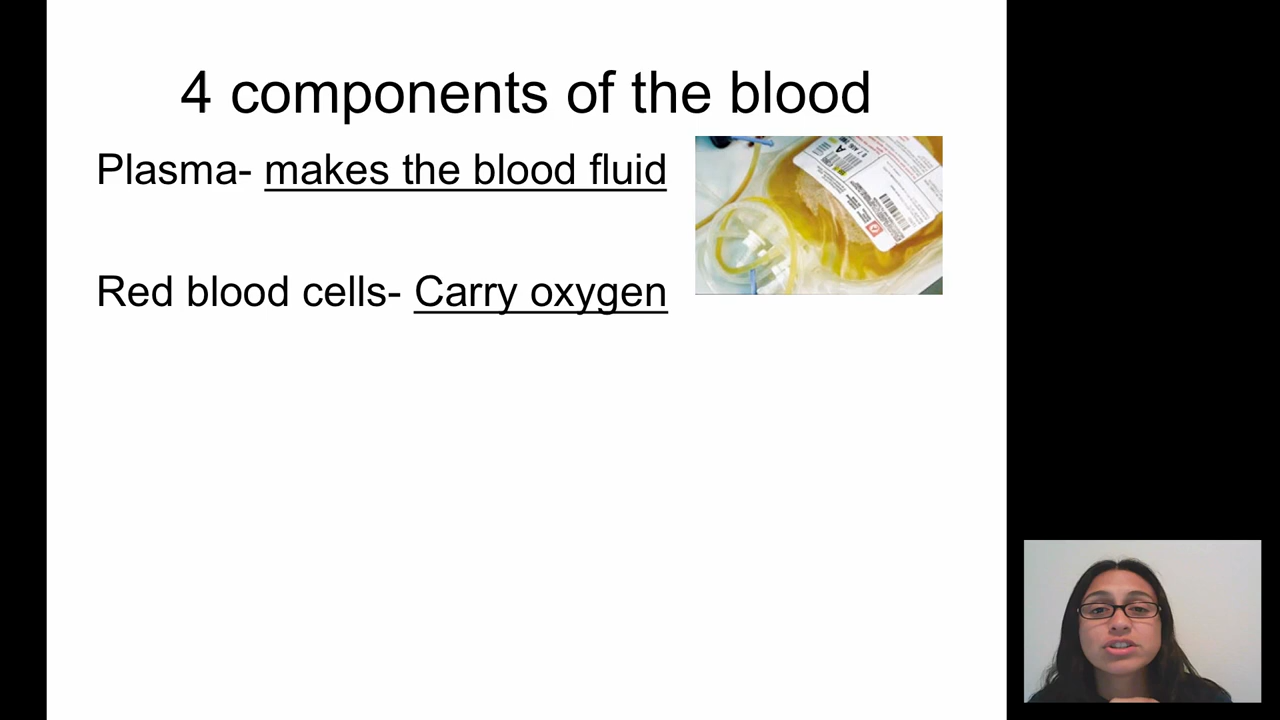 4 components of the blood
Plasma- makes the blood fluid
Red blood cells- Carry oxygen
A